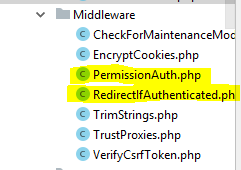 Middleware
CheckForMaintenanceMod
EncryptCookies.php
PermissionAuth.php
RedirectIfAuthenticated.ph
TrimStrings.php
TrustProxies.php
VerifyCsrfToken.php